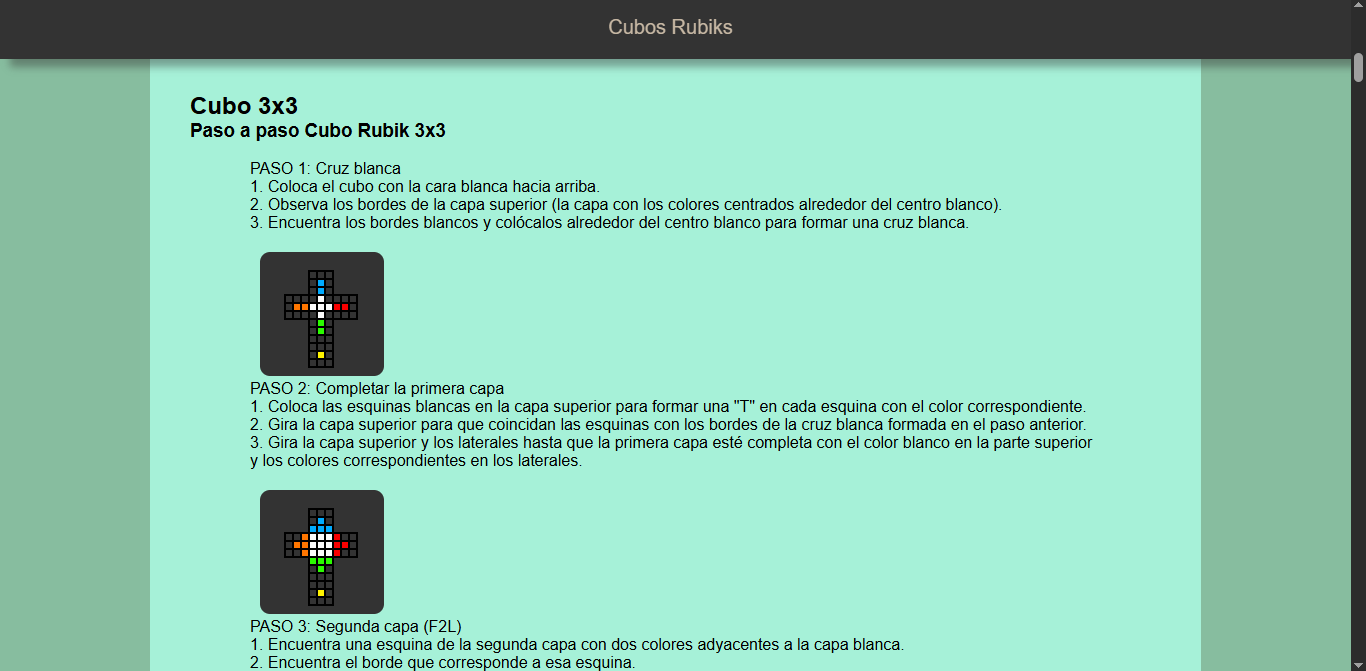 Cubos Rubiks
Cubo 3x3
Paso a paso Cubo Rubik 3x3
PASO 1: Cruz blanca
1. Coloca el cubo con la cara blanca hacia arriba.
2. Observa los bordes de la capa superior (la capa con los colores centrados alrededor del centro blanco).
3. Encuentra los bordes blancos y colócalos alrededor del centro blanco para formar una cruz blanca.
PASO 2: Completar la primera capa
1. Coloca las esquinas blancas en la capa superior para formar una "T" en cada esquina con el color correspondiente.
2. Gira la capa superior para que coincidan las esquinas con los bordes de la cruz blanca formada en el paso anterior.
3. Gira la capa superior y los laterales hasta que la primera capa esté completa con el color blanco en la parte superior
y los colores correspondientes en los laterales.
PASO 3: Segunda capa (F2L)
1. Encuentra una esquina de la segunda capa con dos colores adyacentes a la capa blanca.
2. Encuentra el borde que corresponde a esa esquina.